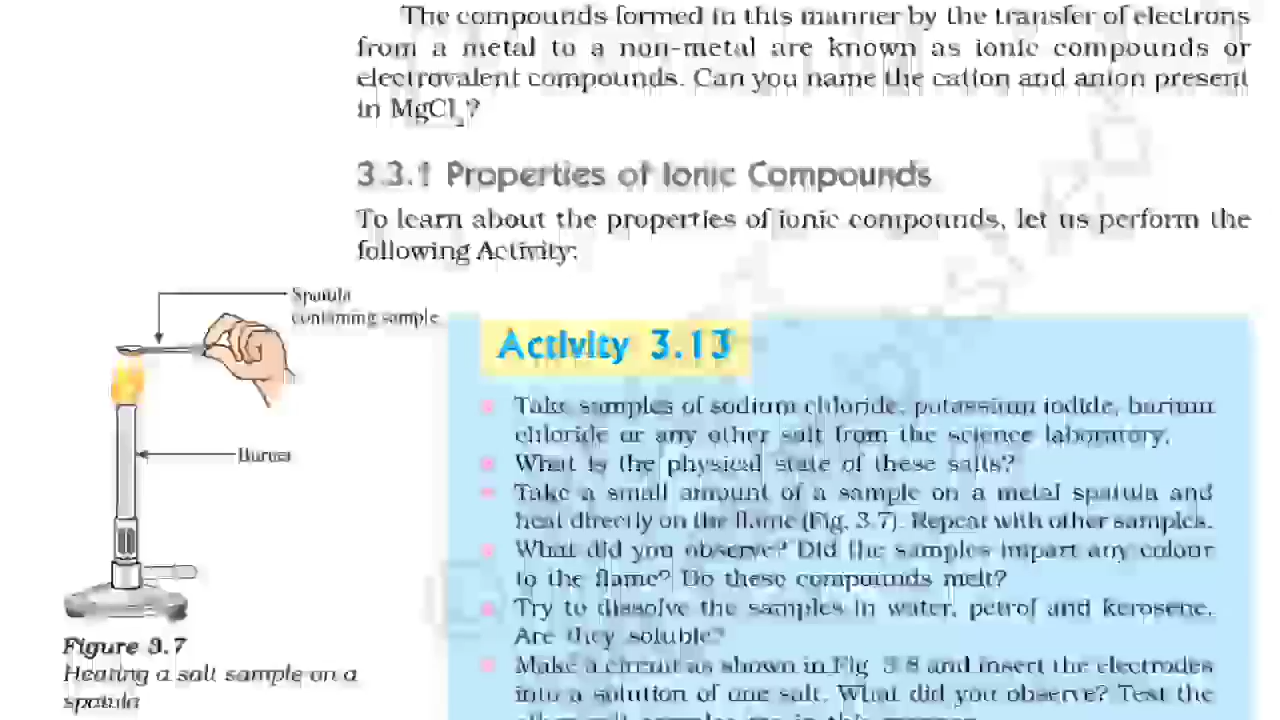 The compounds formed in this manner by the transfer of electrons
from a metal to a non-metal are known as ionic compounds or
electrovalent compounds. Can you name the cation and anion present
in MgCl₂?
3.3.1 Properties of Ionic Compounds
To learn about the properties of ionic compounds, let us perform the
following Activity:
Spatula
containing sample
Burner
Figure 3.7
Heating a salt sample on a
spatula
Activity 3.13
Take samples of sodium chloride, potassium iodide, barium
chloride or any other salt from the science laboratory.
What is the physical state of these salts?
Take a small amount of a sample on a metal spatula and
heat directly on the flame (Fig. 3.7). Repeat with other samples.
What did you observe? Did the samples impart any colour
to the flame? Do these compounds melt?
Try to dissolve the samples in water, petrol and kerosene.
Are they soluble?
Make a circuit as shown in Fig. 3.8 and insert the electrodes
into a solution of one salt. What did you observe? Test the